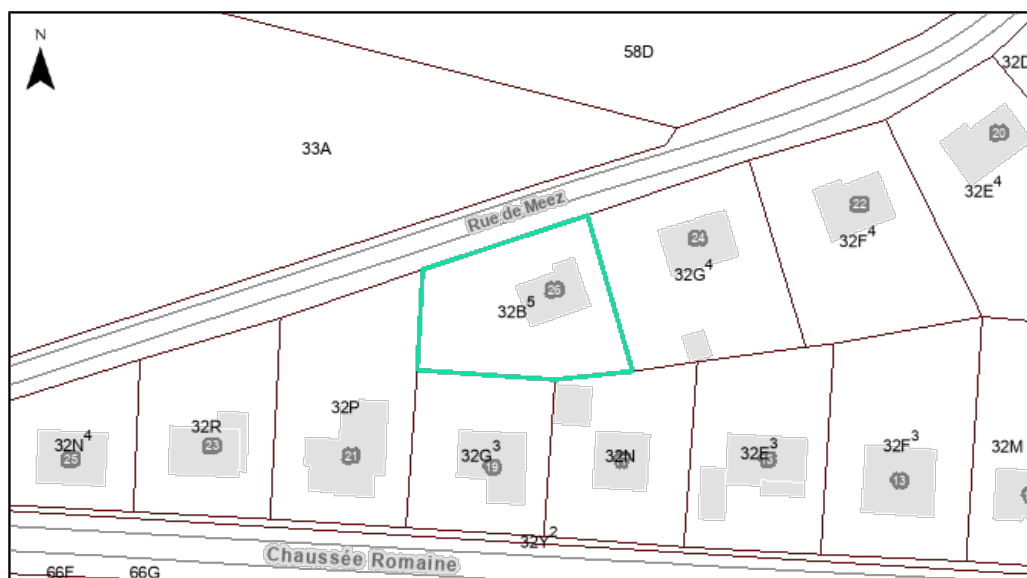 N
58D
32D
33A
20
32E4
Rue de Meez
22
32F4
24
32G4
26
32B5
32P
32R
32N4
25
23
21
32G3
19
32N
32E3
32F3
13
32M
32Y2
Chaussée Romaine
66F
66G